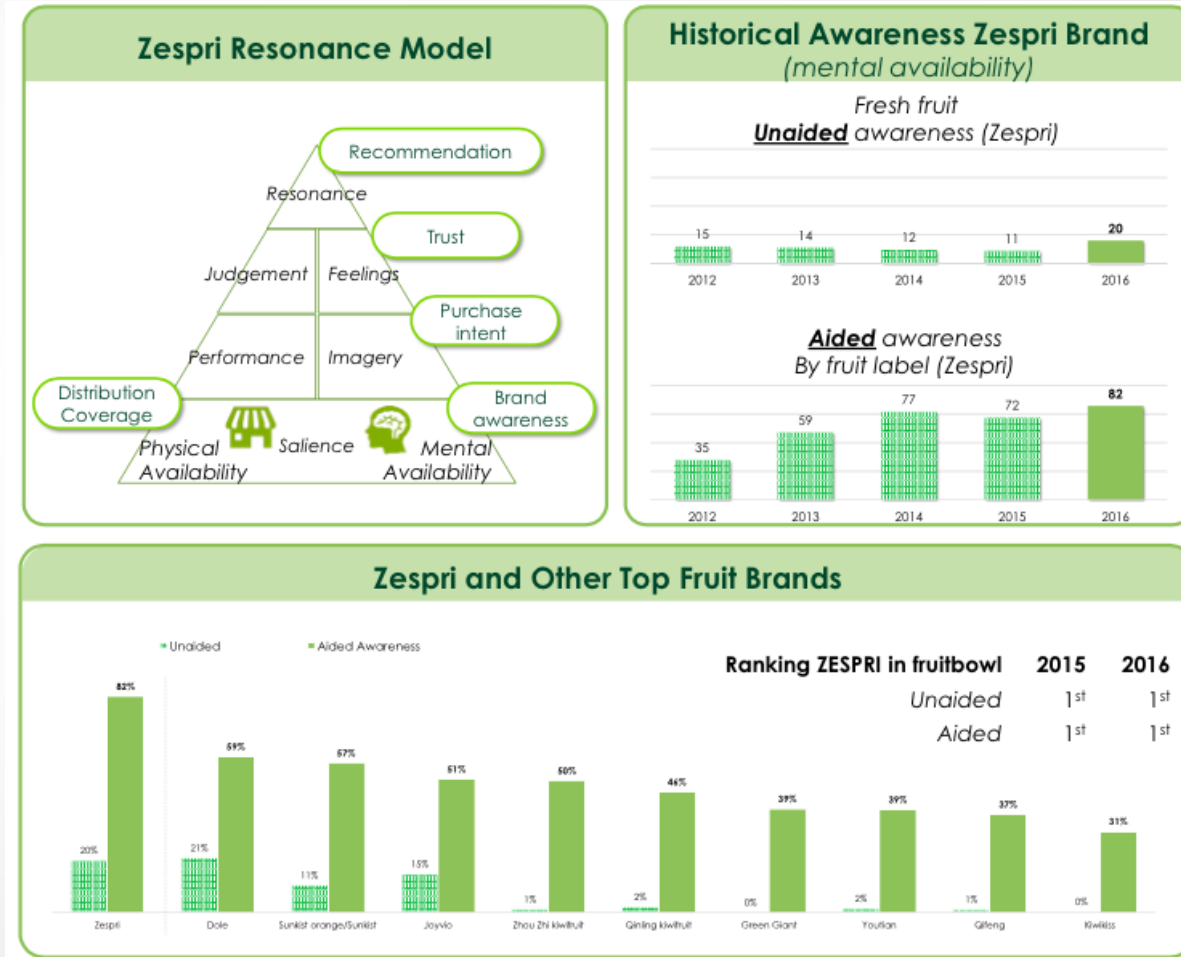 Zespri Resonance Model
Recommendation
Resonance
Trust
Judgement
Feelings
Purchase
intent
Performance
Imagery
Distribution
Coverage
Brand
awareness
Physical
Availability
Salience
Mental
Availability
Historical Awareness Zespri Brand
(mental availability)
Fresh fruit
Unaided awareness (Zespri)
15 14 12 11 20
2012 2013 2014 2015 2016
Aided awareness
By fruit label (Zespri)
35 59 77 72 82
2012 2013 2014 2015 2016
Zespri and Other Top Fruit Brands
Unaided Aided Awareness
Ranking ZESPRI in fruitbowl 2015 2016
Unaided 1st 1st
Aided 1st 1st
82% 59% 57% 51% 50% 46% 39% 39% 37% 31%
20% 21% 11% 15% 1% 2% 0% 2% 1% 0%
Zespri Dole Sunkist orange/Sunkist Joyvio Zhou Zhi kiwifruit Qinling kiwifruit Green Giant Youtian Qifeng Kiwikiss